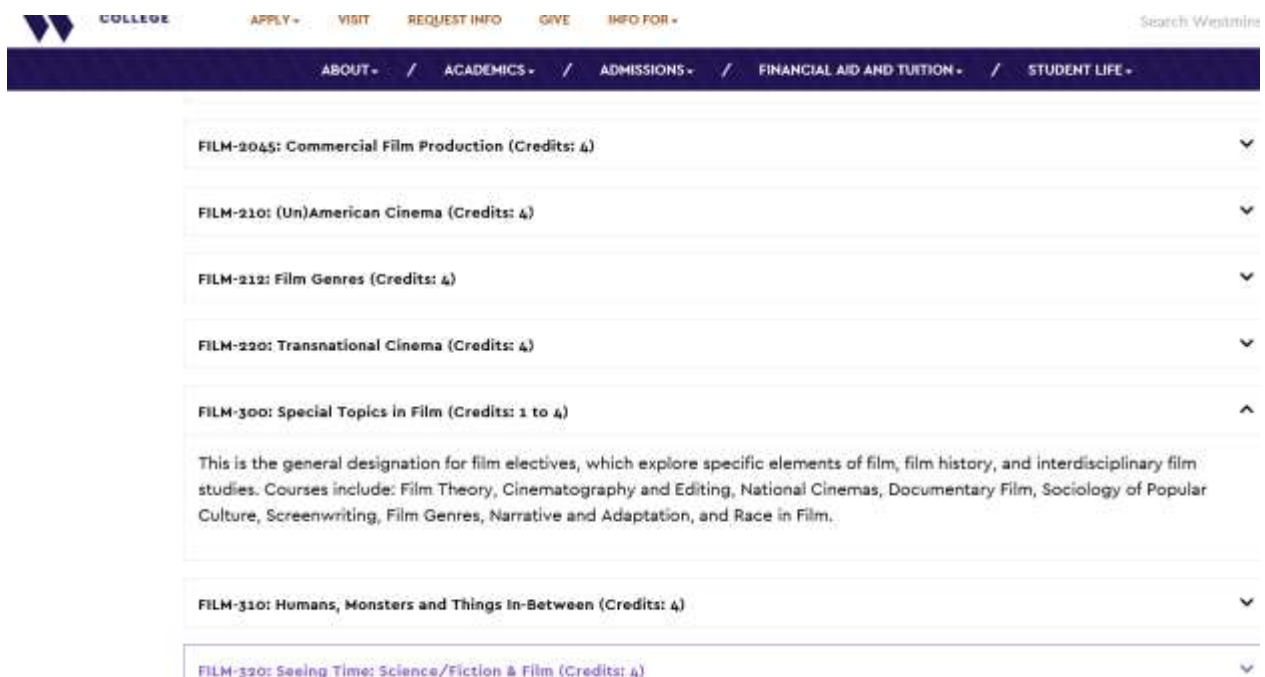 COLLEGE
APPLY VISIT REQUEST INFO GIVE INFO FOR
Search Westmins
ABOUT / ACADEMICS / ADMISSIONS / FINANCIAL AID AND TUITION / STUDENT LIFE
FILM-2045: Commercial Film Production (Credits: 4)
FILM-210: (Un)American Cinema (Credits: 4)
FILM-212: Film Genres (Credits: 4)
FILM-220: Transnational Cinema (Credits: 4)
FILM-300: Special Topics in Film (Credits: 1 to 4)
This is the general designation for film electives, which explore specific elements of film, film history, and interdisciplinary film
studies. Courses include: Film Theory, Cinematography and Editing, National Cinemas, Documentary Film, Sociology of Popular
Culture, Screenwriting, Film Genres, Narrative and Adaptation, and Race in Film.
FILM-310: Humans, Monsters and Things In-Between (Credits: 4)
FILM-320: Seeing Time: Science/Fiction & Film (Credits: 4)